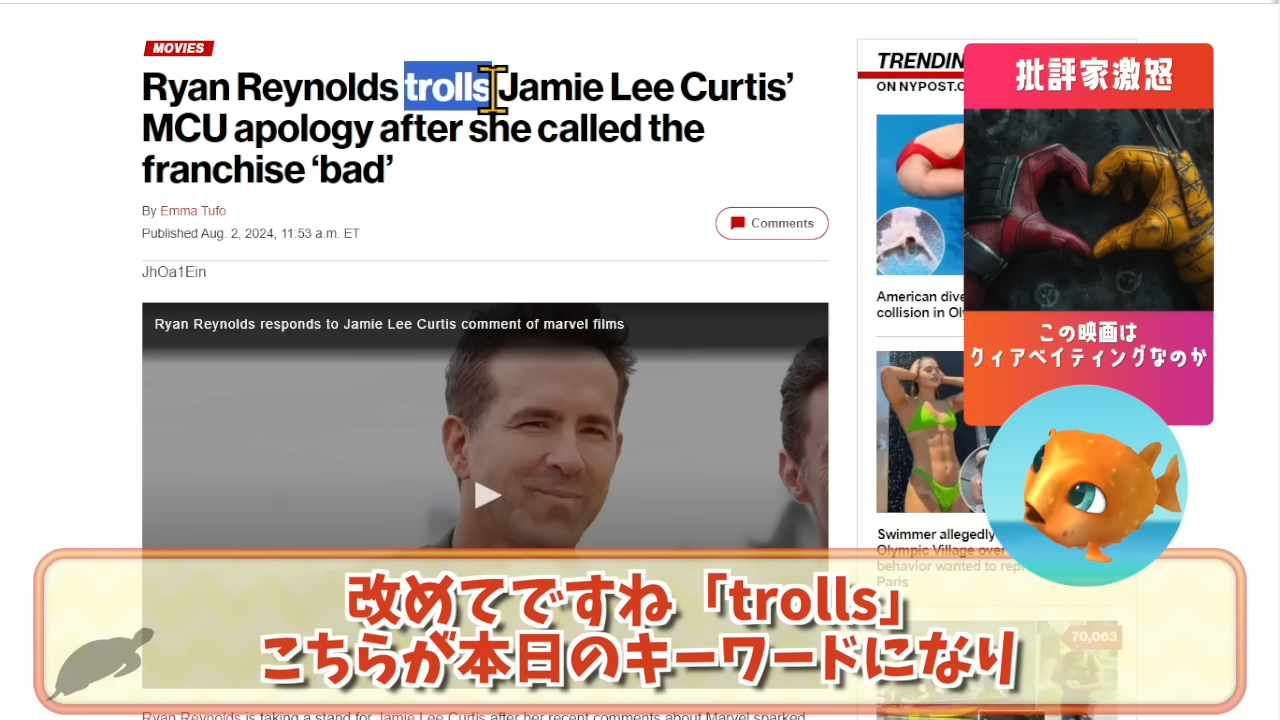 MOVIES
Ryan Reynolds trolls Jamie Lee Curtis’
MCU apology after she called the
franchise ‘bad’
By Emma Tufo
Published Aug. 2, 2024, 11:53 a.m. ET
Comments
JhOa1Ein
Ryan Reynolds responds to Jamie Lee Curtis comment of marvel films
Ryan Reynolds is taking a stand for Jamie Lee Curtis after her recent comments about Marvel sparked
TRENDIN
ON NYPOST.C
American dive
collision in Ol
Swimmer allegedly
Olympic Village over
behavior wanted to repr
Paris
70,063
批評家激怒
この映画は
クィアベイティングなのか
改めてですね「trolls」
こちらが本日のキーワードになり